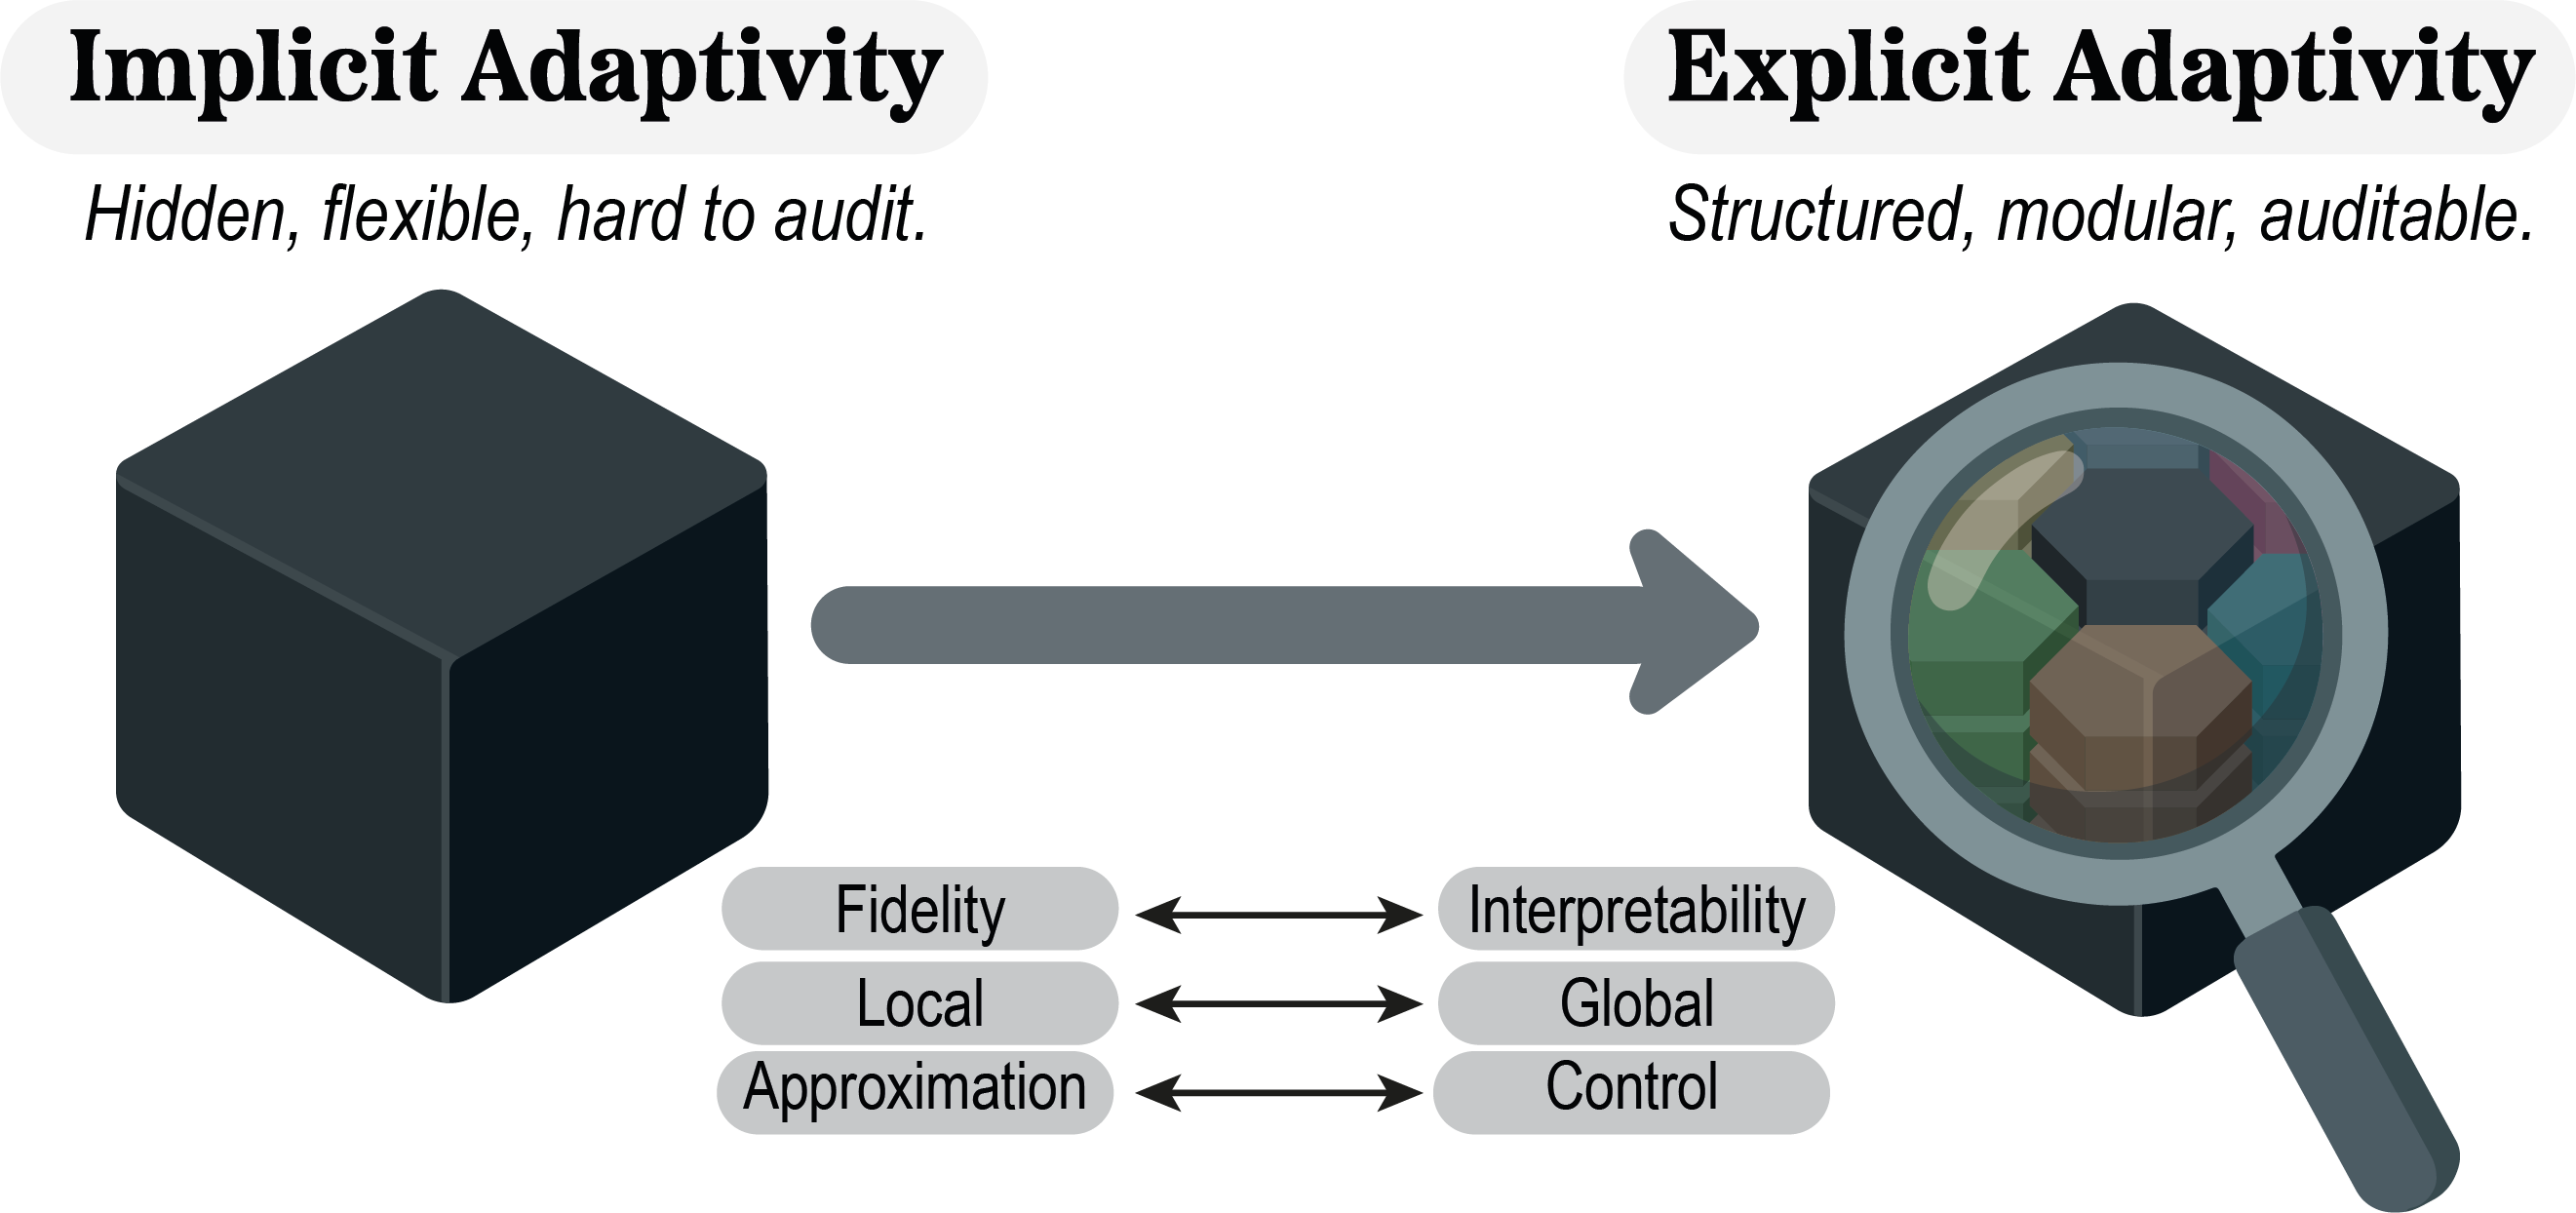 Implicit Adaptivity
Explicit Adaptivity
Hidden, flexible, hard to audit.
Structured, modular, auditable.
Fidelity
Interpretability
Local
Global
Approximation
Control